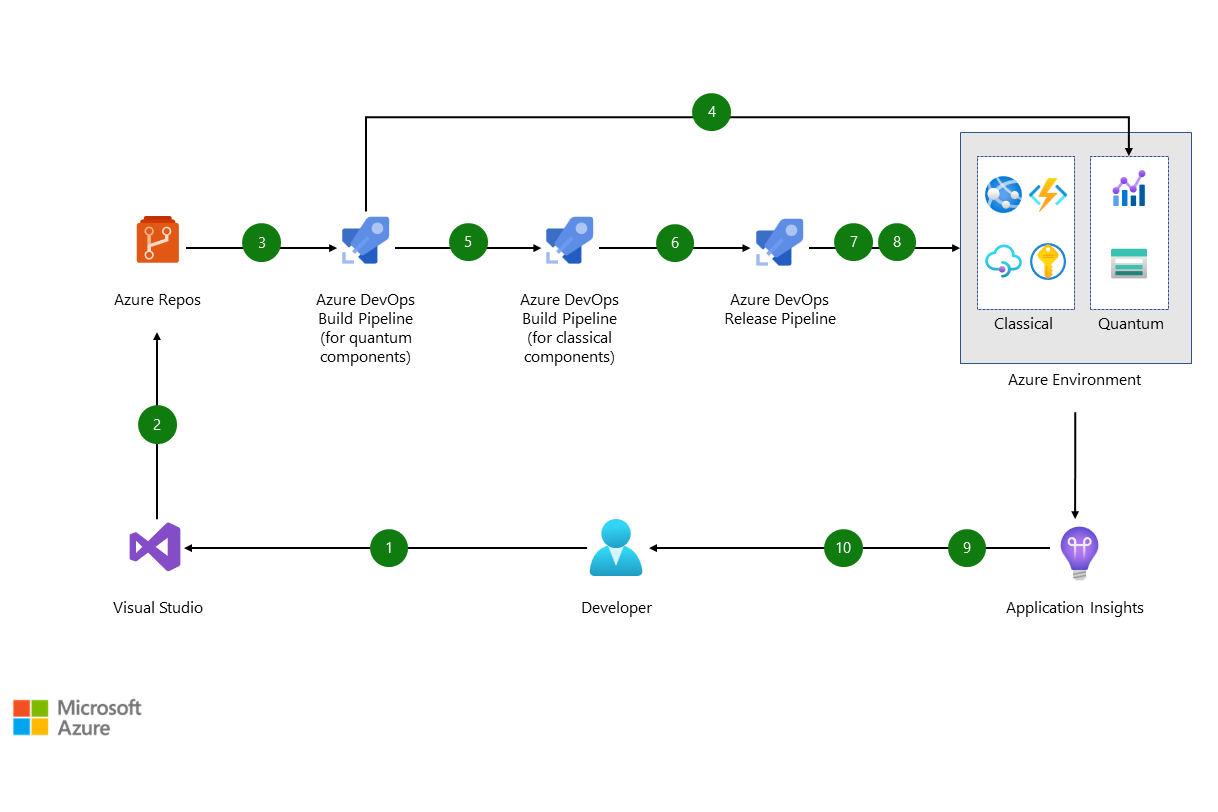 4
3
5
6
7
8
Azure Repos
Azure DevOps
Build Pipeline
(for quantum
components)
Azure DevOps
Build Pipeline
(for classical
components)
Azure DevOps
Release Pipeline
Classical
Quantum
Azure Environment
2
1
10
9
Visual Studio
Developer
Application Insights
Microsoft
Azure